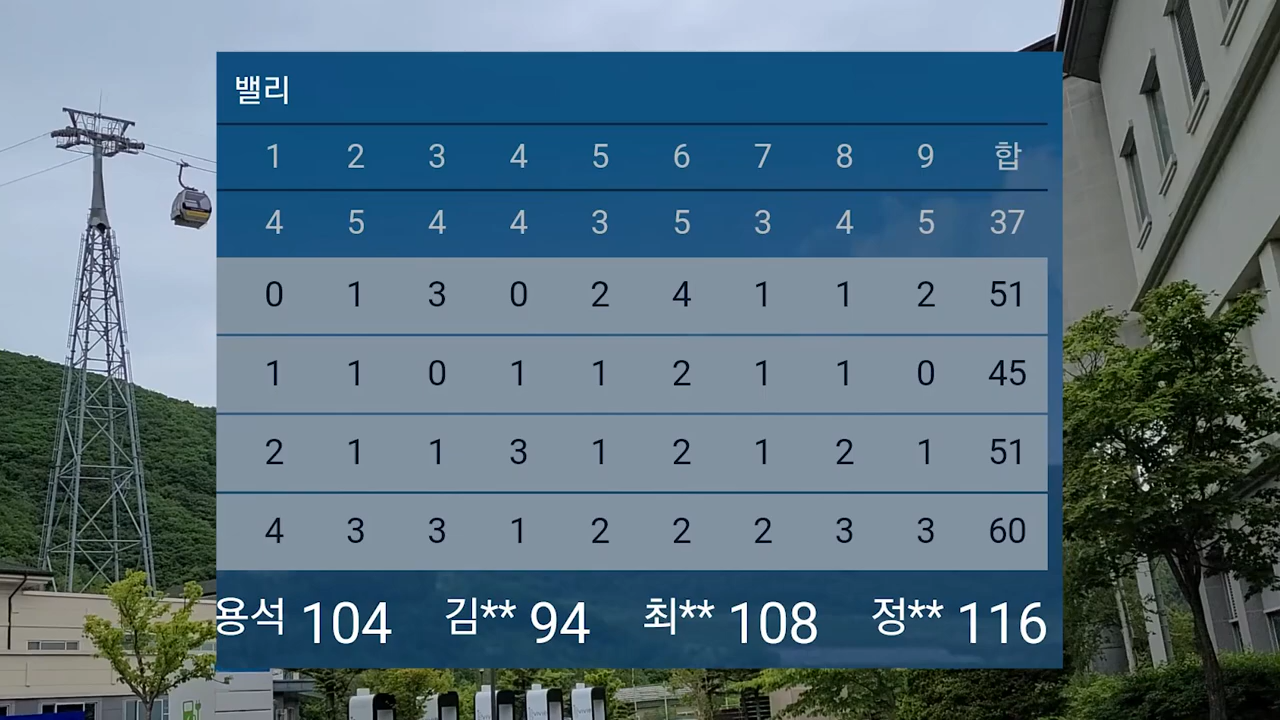 밸리
1 2 3 4 5 6 7 8 9 합
4 5 4 4 3 5 3 4 5 37
0 1 3 0 2 4 1 1 2 51
1 1 0 1 1 2 1 1 0 45
2 1 1 3 1 2 1 2 1 51
4 3 3 1 2 2 2 3 3 60
용석 104 김** 94 최** 108 정** 116